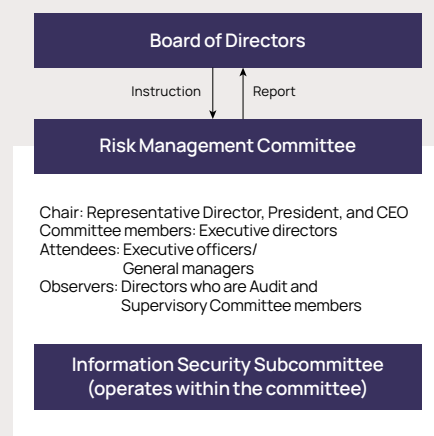 Board of Directors
Instruction
Report
Risk Management Committee
Chair: Representative Director, President, and CEO
Committee members: Executive directors
Attendees: Executive officers/
General managers
Observers: Directors who are Audit and
Supervisory Committee members
Information Security Subcommittee
(operates within the committee)